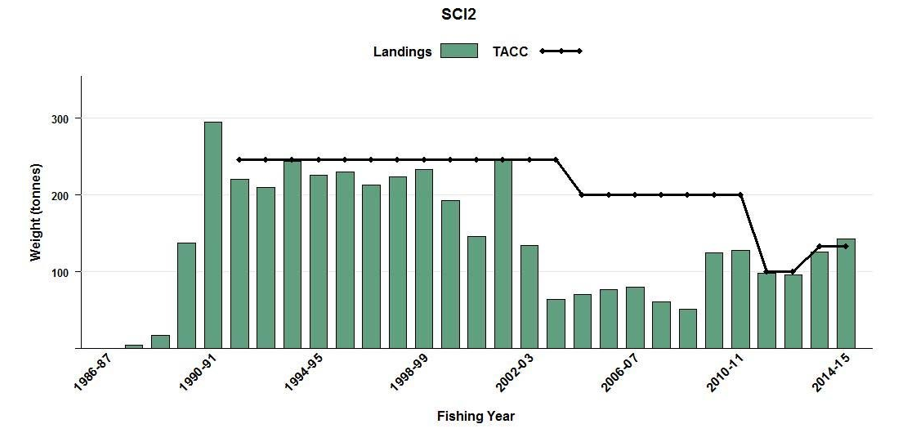 SCI2
Landings TACC
Weight (tonnes)
300
200
100
1986-87 1990-91 1994-95 1998-99 2002-03 2006-07 2010-11 2014-15
Fishing Year